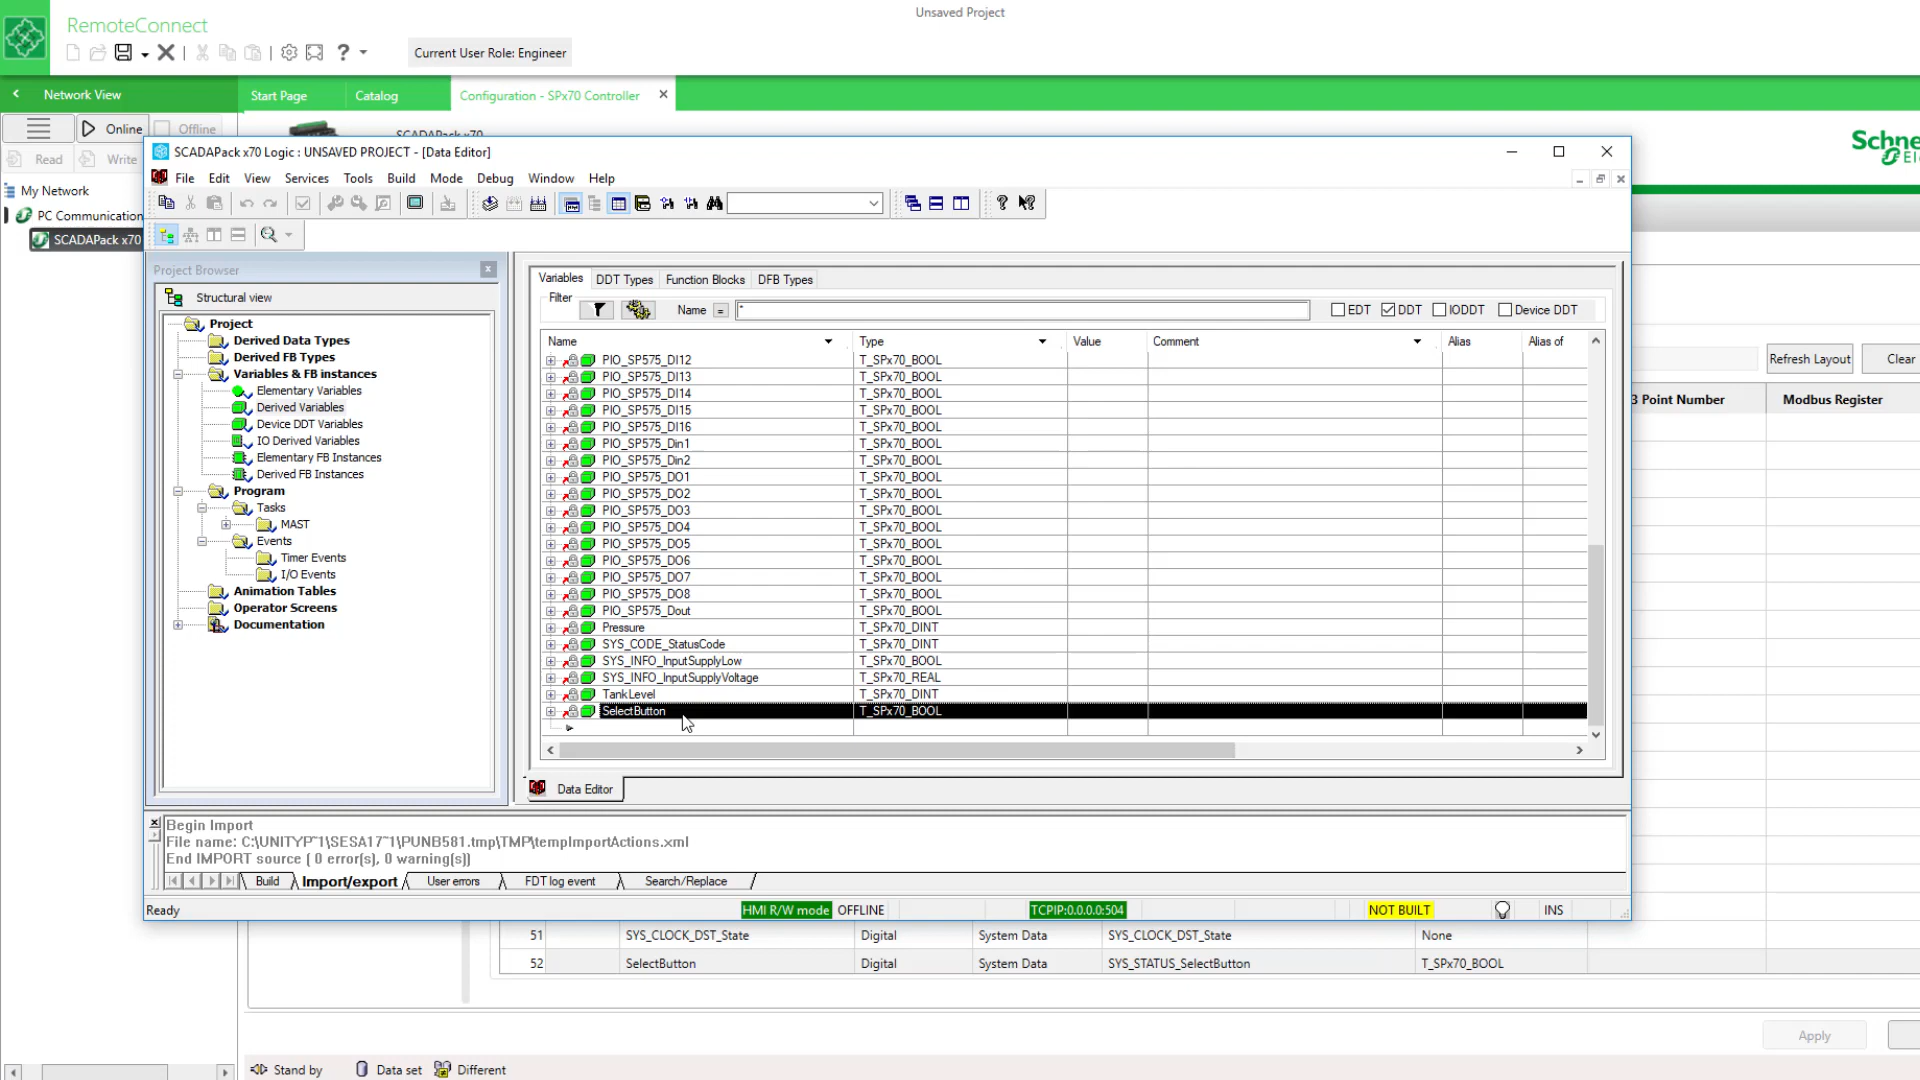 Unsaved Project
RemoteConnect
Current User Role: Engineer
Network View
Start Page
Catalog
Configuration - SPx70 Controller
Online
Offline
Read
Write
My Network
PC Communication
SCADAPack x70
SCADAPack x70
SCADAPack x70 Logic : UNSAVED PROJECT - [Data Editor]
File Edit View Services Tools Build Mode Debug Window Help
Project Browser
Structural view
Project
Derived Data Types
Derived FB Types
Variables & FB instances
Elementary Variables
Derived Variables
Device DDT Variables
IO Derived Variables
Elementary FB Instances
Derived FB Instances
Program
Tasks
MAST
Events
Timer Events
I/O Events
Animation Tables
Operator Screens
Documentation
Variables DDT Types Function Blocks DFB Types
Filter
Name = *
EDT DDT IODDT Device DDT
Name Type Value Comment Alias Alias of
PIO_SP575_DI12 T_SPx70_BOOL
PIO_SP575_DI13 T_SPx70_BOOL
PIO_SP575_DI14 T_SPx70_BOOL
PIO_SP575_DI15 T_SPx70_BOOL
PIO_SP575_DI16 T_SPx70_BOOL
PIO_SP575_Din1 T_SPx70_BOOL
PIO_SP575_Din2 T_SPx70_BOOL
PIO_SP575_DO1 T_SPx70_BOOL
PIO_SP575_DO2 T_SPx70_BOOL
PIO_SP575_DO3 T_SPx70_BOOL
PIO_SP575_DO4 T_SPx70_BOOL
PIO_SP575_DO5 T_SPx70_BOOL
PIO_SP575_DO6 T_SPx70_BOOL
PIO_SP575_DO7 T_SPx70_BOOL
PIO_SP575_DO8 T_SPx70_BOOL
PIO_SP575_Dout T_SPx70_BOOL
Pressure T_SPx70_DINT
SYS_CODE_StatusCode T_SPx70_DINT
SYS_INFO_InputSupplyLow T_SPx70_BOOL
SYS_INFO_InputSupplyVoltage T_SPx70_REAL
TankLevel T_SPx70_DINT
SelectButton T_SPx70_BOOL
Data Editor
Begin Import
File name: C:\UNITYP~1\SESA17~1\PUNB581.tmp\TMP\tempImportActions.xml
End IMPORT source ( 0 error(s), 0 warning(s))
Build Import/export User errors FDT log event Search/Replace
Ready
HMI R/W mode OFFLINE TCPIP:0.0.0.0:504 NOT BUILT INS
Schn
El
Refresh Layout
Clear
3 Point Number
Modbus Register
51 SYS_CLOCK_DST_State Digital System Data SYS_CLOCK_DST_State None
52 SelectButton Digital System Data SYS_STATUS_SelectButton T_SPx70_BOOL
Apply
Stand by
Data set
Different